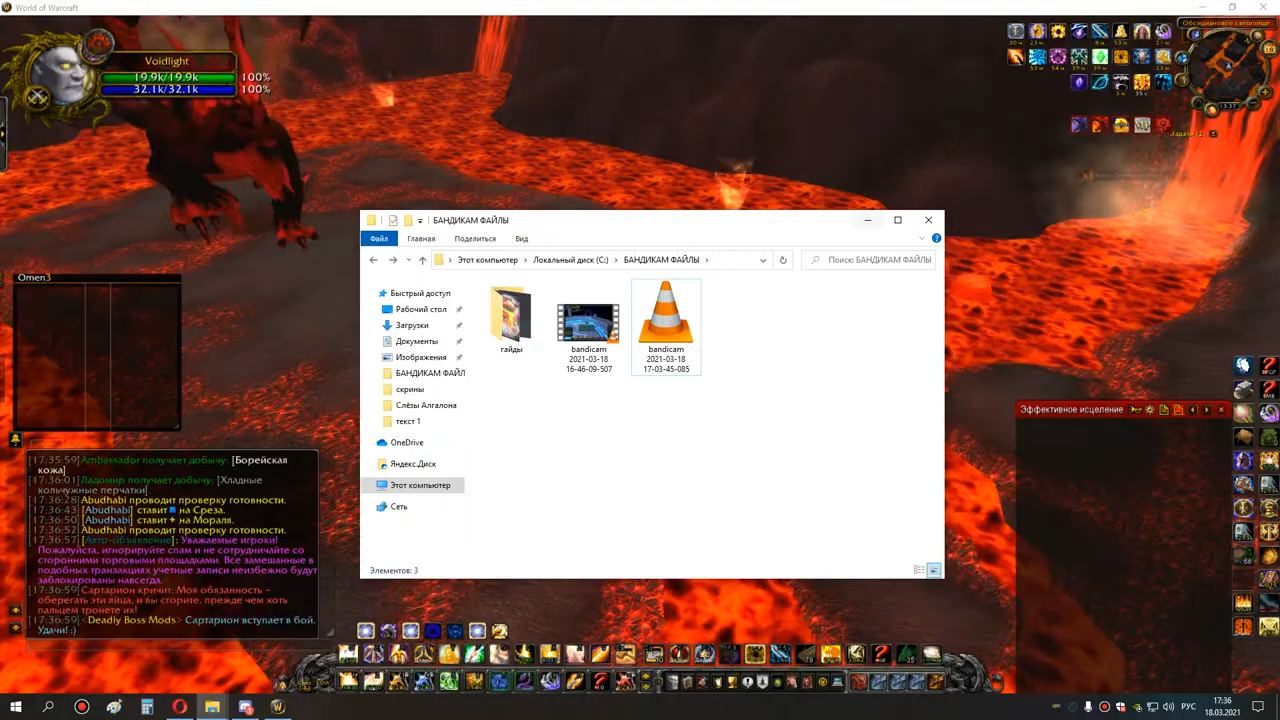 World of Warcraft
Обсидиановое святилище
Voidlight
19.9k/19.9k 100%
32.1k/32.1k 100%
13:37
Задачи (2)
БАНДИКАМ ФАЙЛЫ
Файл Главная Поделиться Вид
Этот компьютер > Локальный диск (C:) > БАНДИКАМ ФАЙЛЫ >
Поиск: БАНДИКАМ ФАЙЛЫ
Быстрый доступ
Рабочий стол
Загрузки
Документы
Изображения
БАНДИКАМ ФАЙЛ
скрины
Слёзы Алгалона
текст 1
OneDrive
Яндекс.Диск
Этот компьютер
Сеть
гайды
bandicam
2021-03-18
16-46-09-507
bandicam
2021-03-18
17-03-45-085
Элементов: 3
Omen3
Эффективное исцеление
[17:35:59] Ambassador получает добычу: [Борейская
кожа]
[17:36:01] Ладомир получает добычу: [Хладные
кольчужные перчатки]
[17:36:28] Abudhabi проводит проверку готовности.
[17:36:43] [Abudhabi] ставит на Среза.
[17:36:50] [Abudhabi] ставит на Мораля.
[17:36:52] Abudhabi проводит проверку готовности.
[17:36:57] [Авто-объявление]: Уважаемые игроки!
Пожалуйста, игнорируйте спам и не сотрудничайте со
сторонними торговыми площадками. Все замешанные в
подобных транзакциях учетные записи неизбежно будут
заблокированы навсегда.
[17:36:59] Сартарион кричит: Моя обязанность –
оберегать эти яйца, и вы сгорите, прежде чем хоть
пальцем тронете их!
[17:36:59] <Deadly Boss Mods> Сартарион вступает в бой.
Удачи! :)
РУС
17:36
18.03.2021